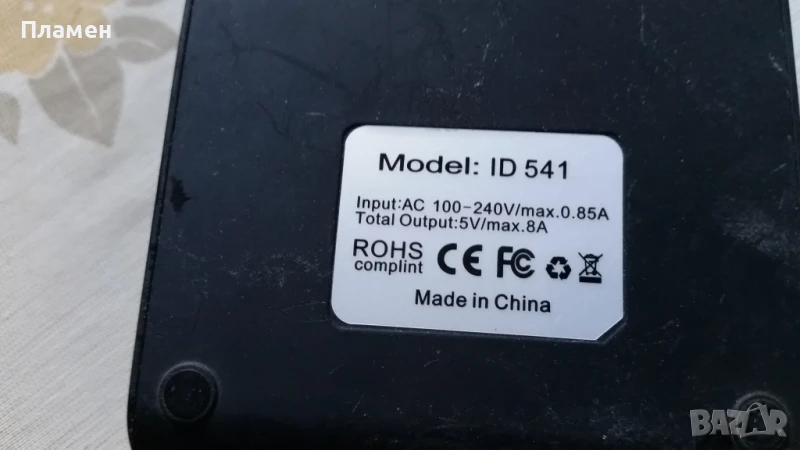 Пламен
Model: ID 541
Input:AC 100-240V/max.0.85A
Total Output:5V/max.8A
ROHS
complint
CE FC
Made in China
BAZAR